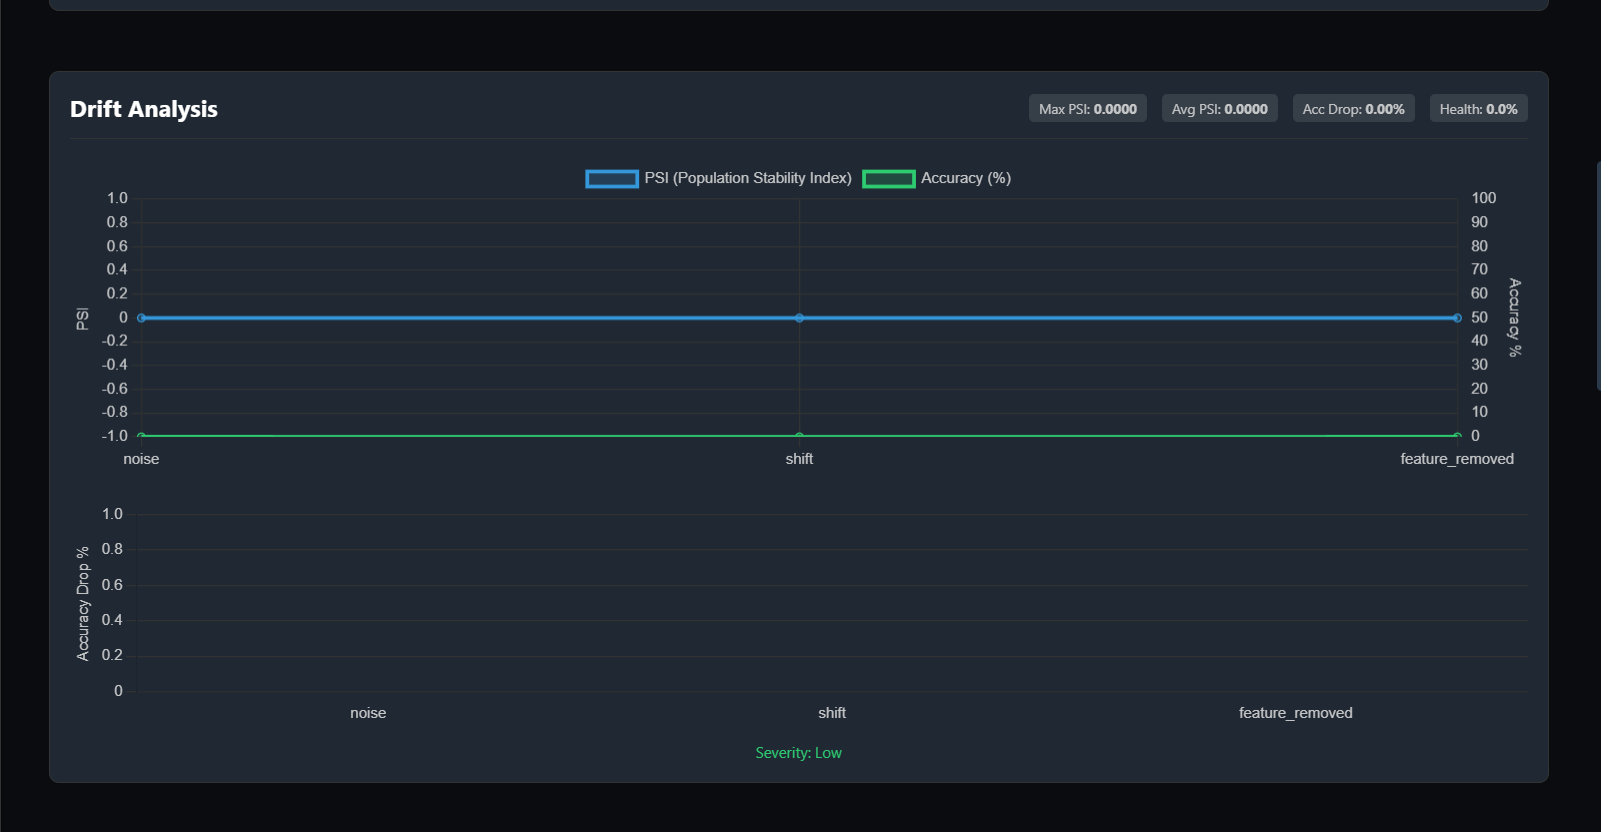 Drift Analysis
Max PSI: 0.0000
Avg PSI: 0.0000
Acc Drop: 0.00%
Health: 0.0%
PSI (Population Stability Index)
Accuracy (%)
PSI
1.0
0.8
0.6
0.4
0.2
0
-0.2
-0.4
-0.6
-0.8
-1.0
100
90
80
70
60
50
40
30
20
10
0
Accuracy %
noise
shift
feature_removed
Accuracy Drop %
1.0
0.8
0.6
0.4
0.2
0
noise
shift
feature_removed
Severity: Low